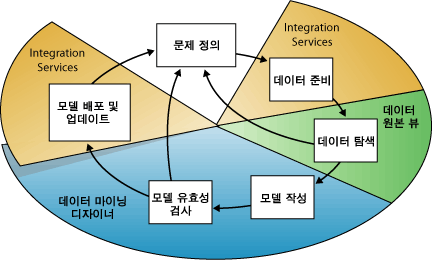 Integration
Services
문제 정의
Integration
Services
데이터 준비
모델 배포 및
업데이트
데이터
원본 뷰
데이터 탐색
데이터 마이닝
디자이너
모델 유효성
검사
모델 작성